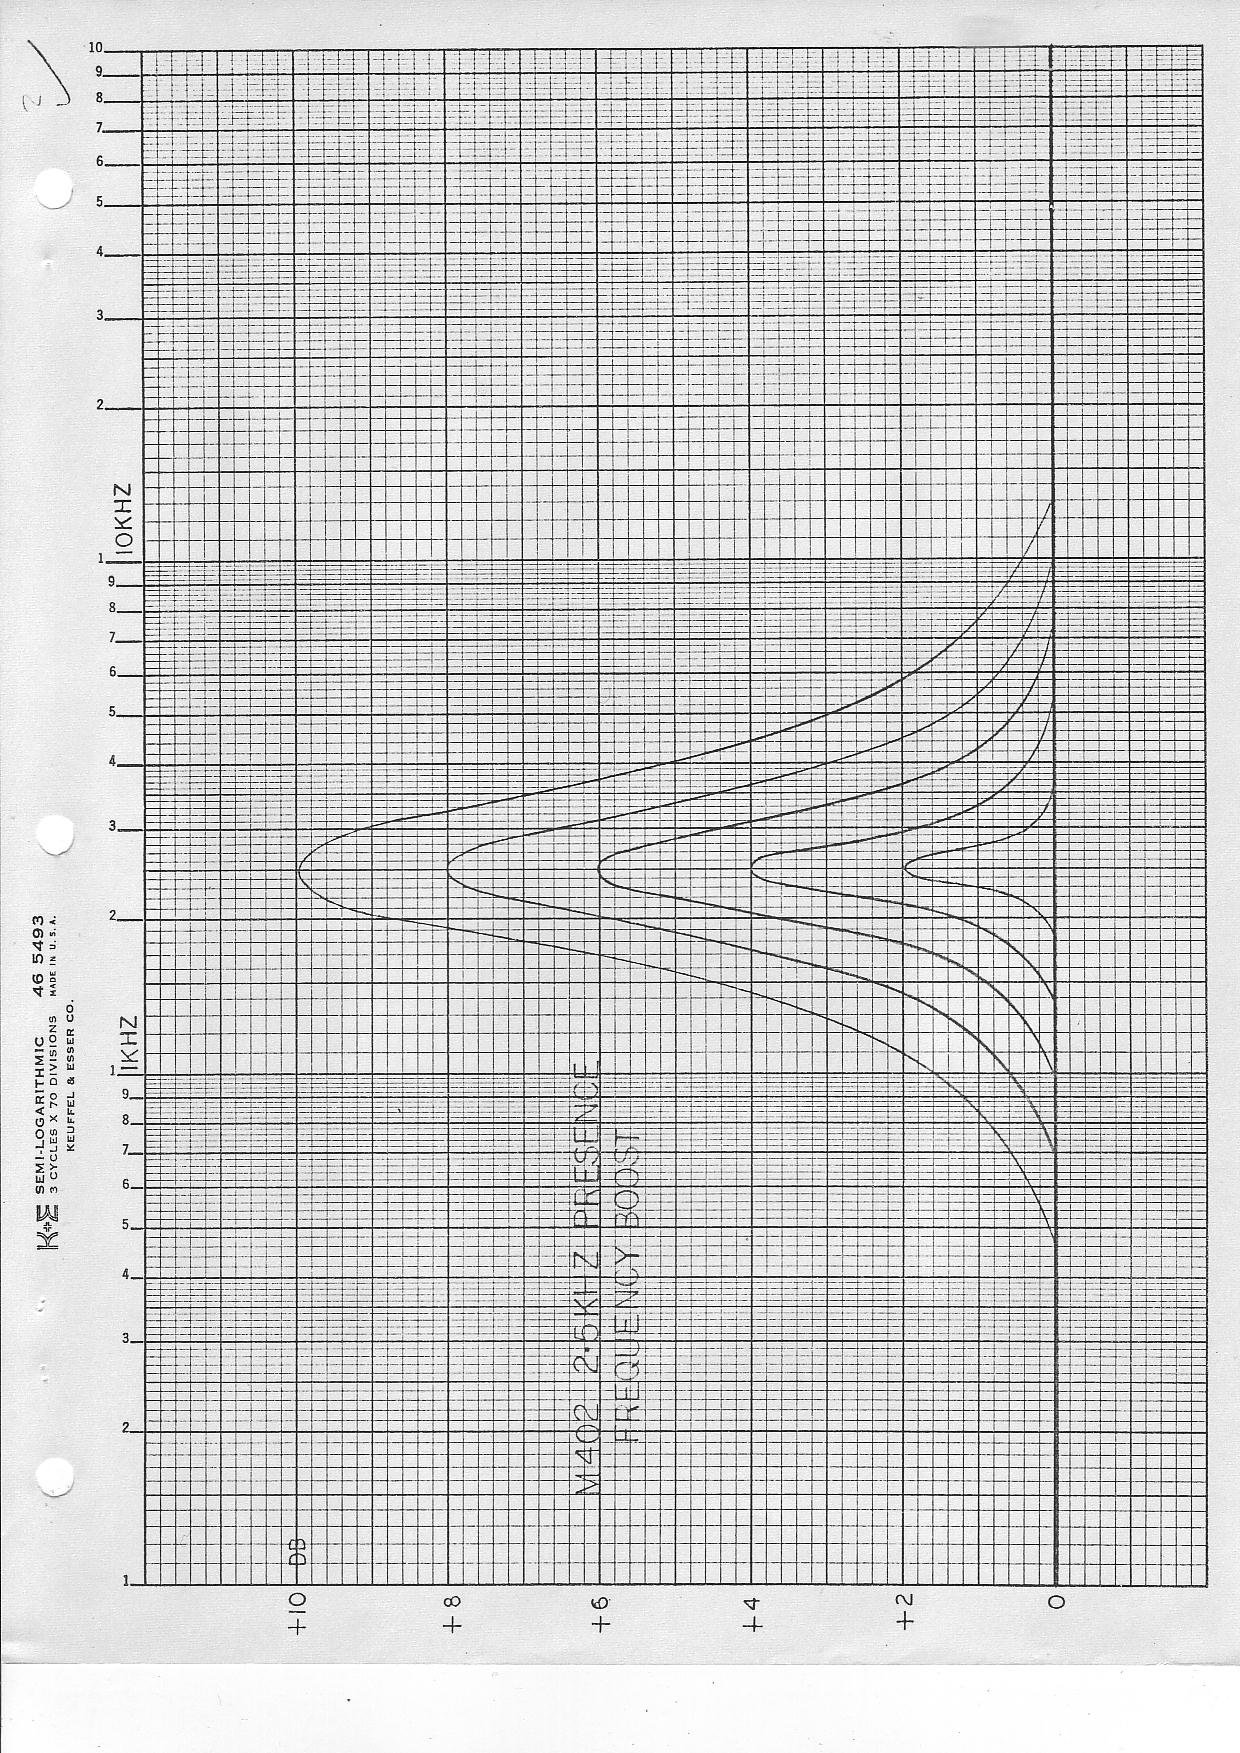 K+E SEMI-LOGARITHMIC 46 5493
3 CYCLES X 70 DIVISIONS MADE IN U.S.A.
KEUFFEL & ESSER CO.
2
1 2 3 4 5 6 7 8 9 1 2 3 4 5 6 7 8 9 1 2 3 4 5 6 7 8 9 10
1KHZ 10KHZ
+10 DB
+8
+6
+4
+2
0
M402 2.5KHZ PRESENCE
FREQUENCY BOOST